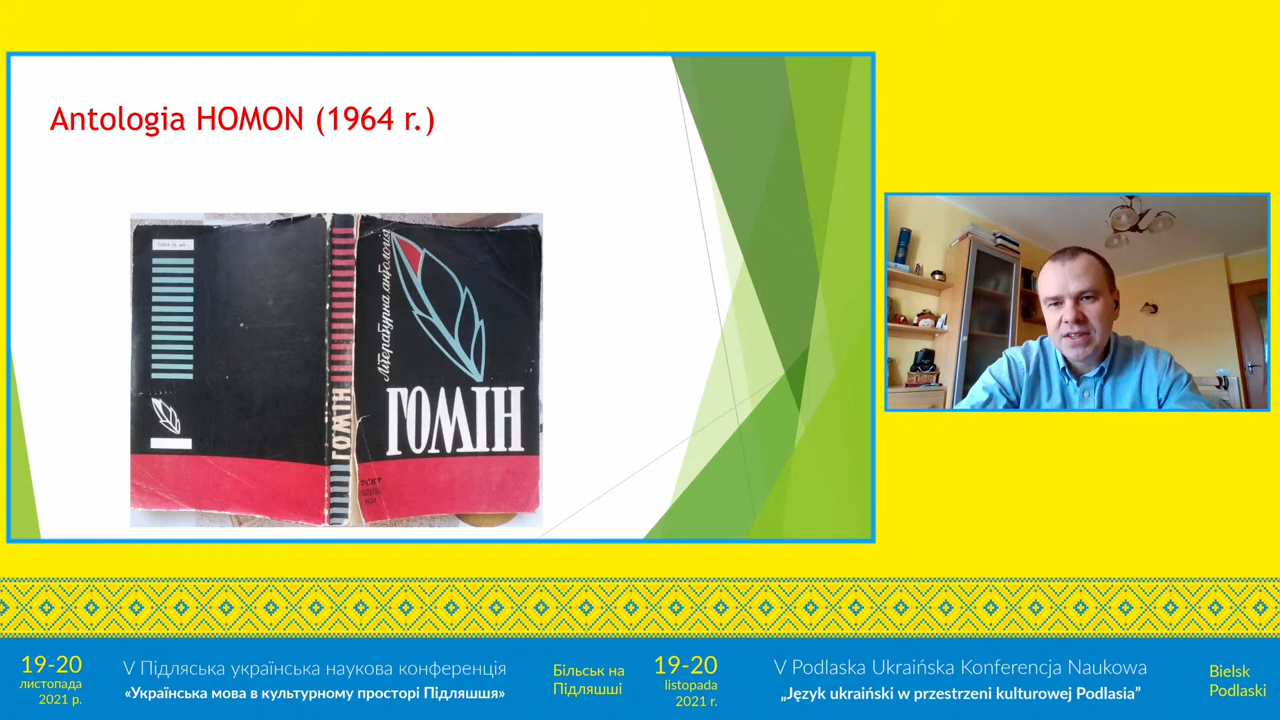 Antologia HOMON (1964 r.)
Літературна антологія
ГОМІН
ГОМІН
УСКТ
1964
19-20
листопада
2021 р.
V Підляська українська наукова конференція
«Українська мова в культурному просторі Підляшшя»
Більськ на
Підляшші
19-20
listopada
2021 r.
V Podlaska Ukraińska Konferencja Naukowa
„Język ukraiński w przestrzeni kulturowej Podlasia”
Bielsk
Podlaski